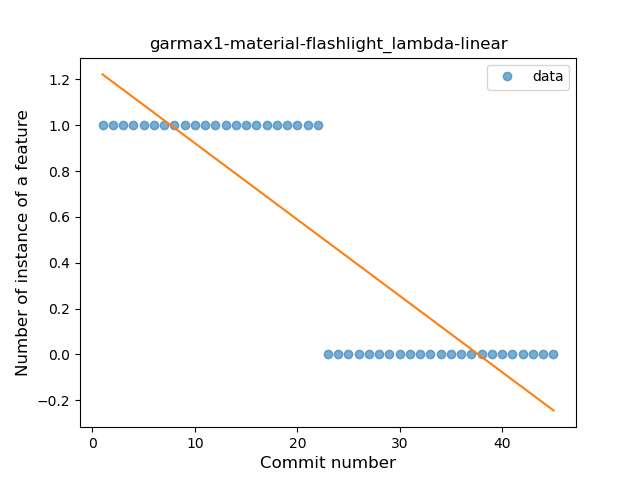 garmax1-material-flashlight_lambda-linear
data
Number of instance of a feature
1.2
1.0
0.8
0.6
0.4
0.2
0.0
−0.2
0 10 20 30 40
Commit number